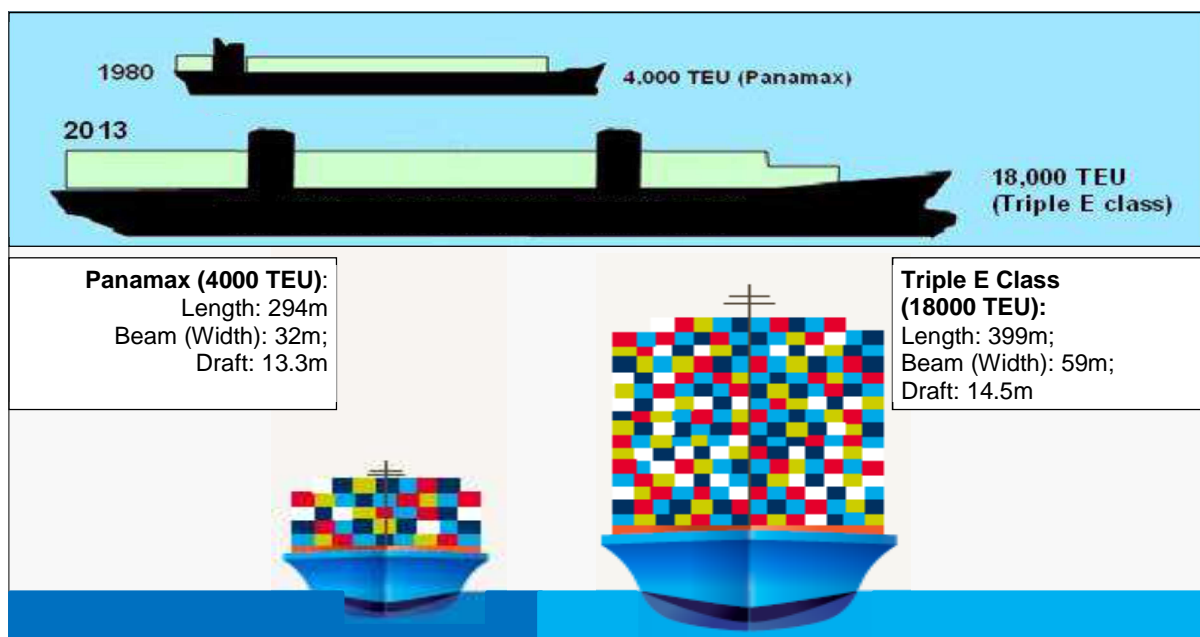 1980
4,000 TEU (Panamax)
2013
18,000 TEU
(Triple E class)
Panamax (4000 TEU):
Length: 294m
Beam (Width): 32m;
Draft: 13.3m
Triple E Class
(18000 TEU):
Length: 399m;
Beam (Width): 59m;
Draft: 14.5m